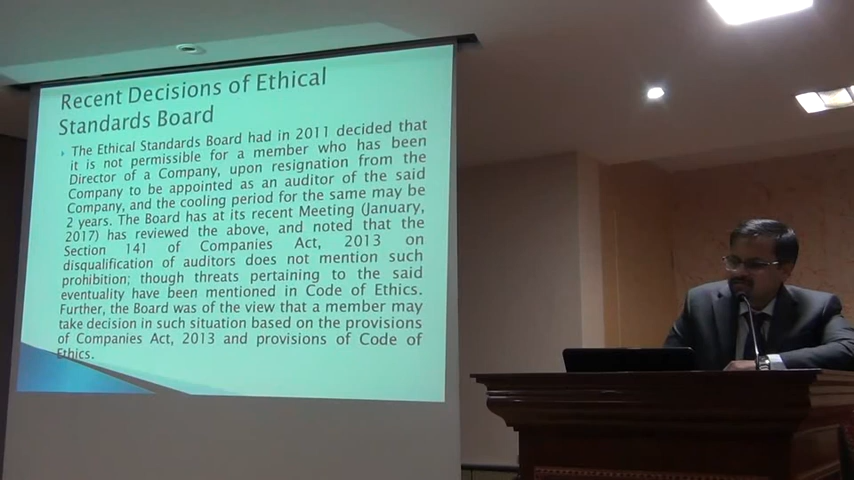 Recent Decisions of Ethical
Standards Board
The Ethical Standards Board had in 2011 decided that
it is not permissible for a member who has been
Director of a Company, upon resignation from the
Company to be appointed as an auditor of the said
Company, and the cooling period for the same may be
2 years. The Board has at its recent Meeting (January,
2017) has reviewed the above, and noted that the
Section 141 of Companies Act, 2013 on
disqualification of auditors does not mention such
prohibition; though threats pertaining to the said
eventuality have been mentioned in Code of Ethics.
Further, the Board was of the view that a member may
take decision in such situation based on the provisions
of Companies Act, 2013 and provisions of Code of
Ethics.